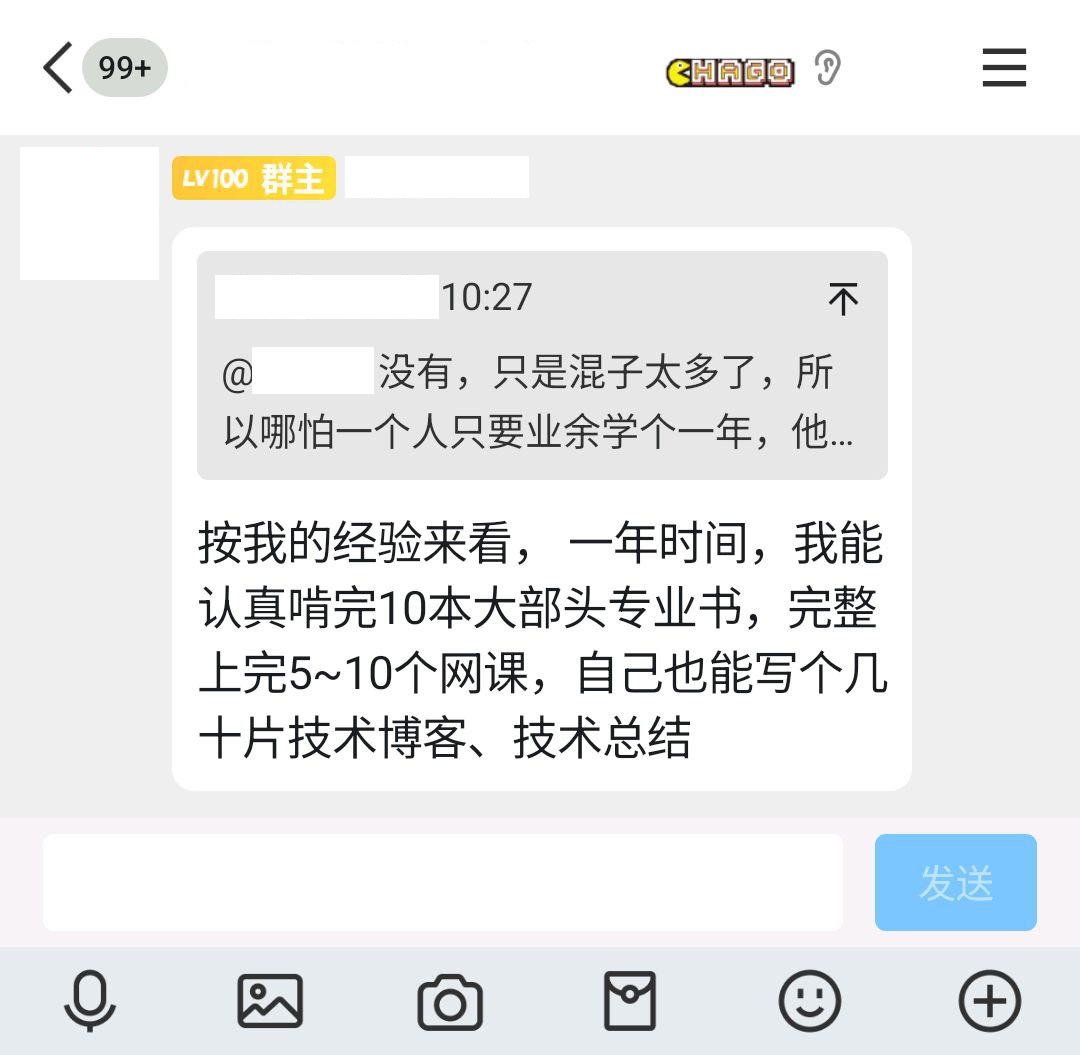 99+
CHAGO
LV100 群主
10:27
@ 没有，只是混子太多了，所
以哪怕一个人只要业余学个一年，他...
按我的经验来看， 一年时间，我能
认真啃完10本大部头专业书，完整
上完5~10个网课，自己也能写个几
十片技术博客、技术总结
发送